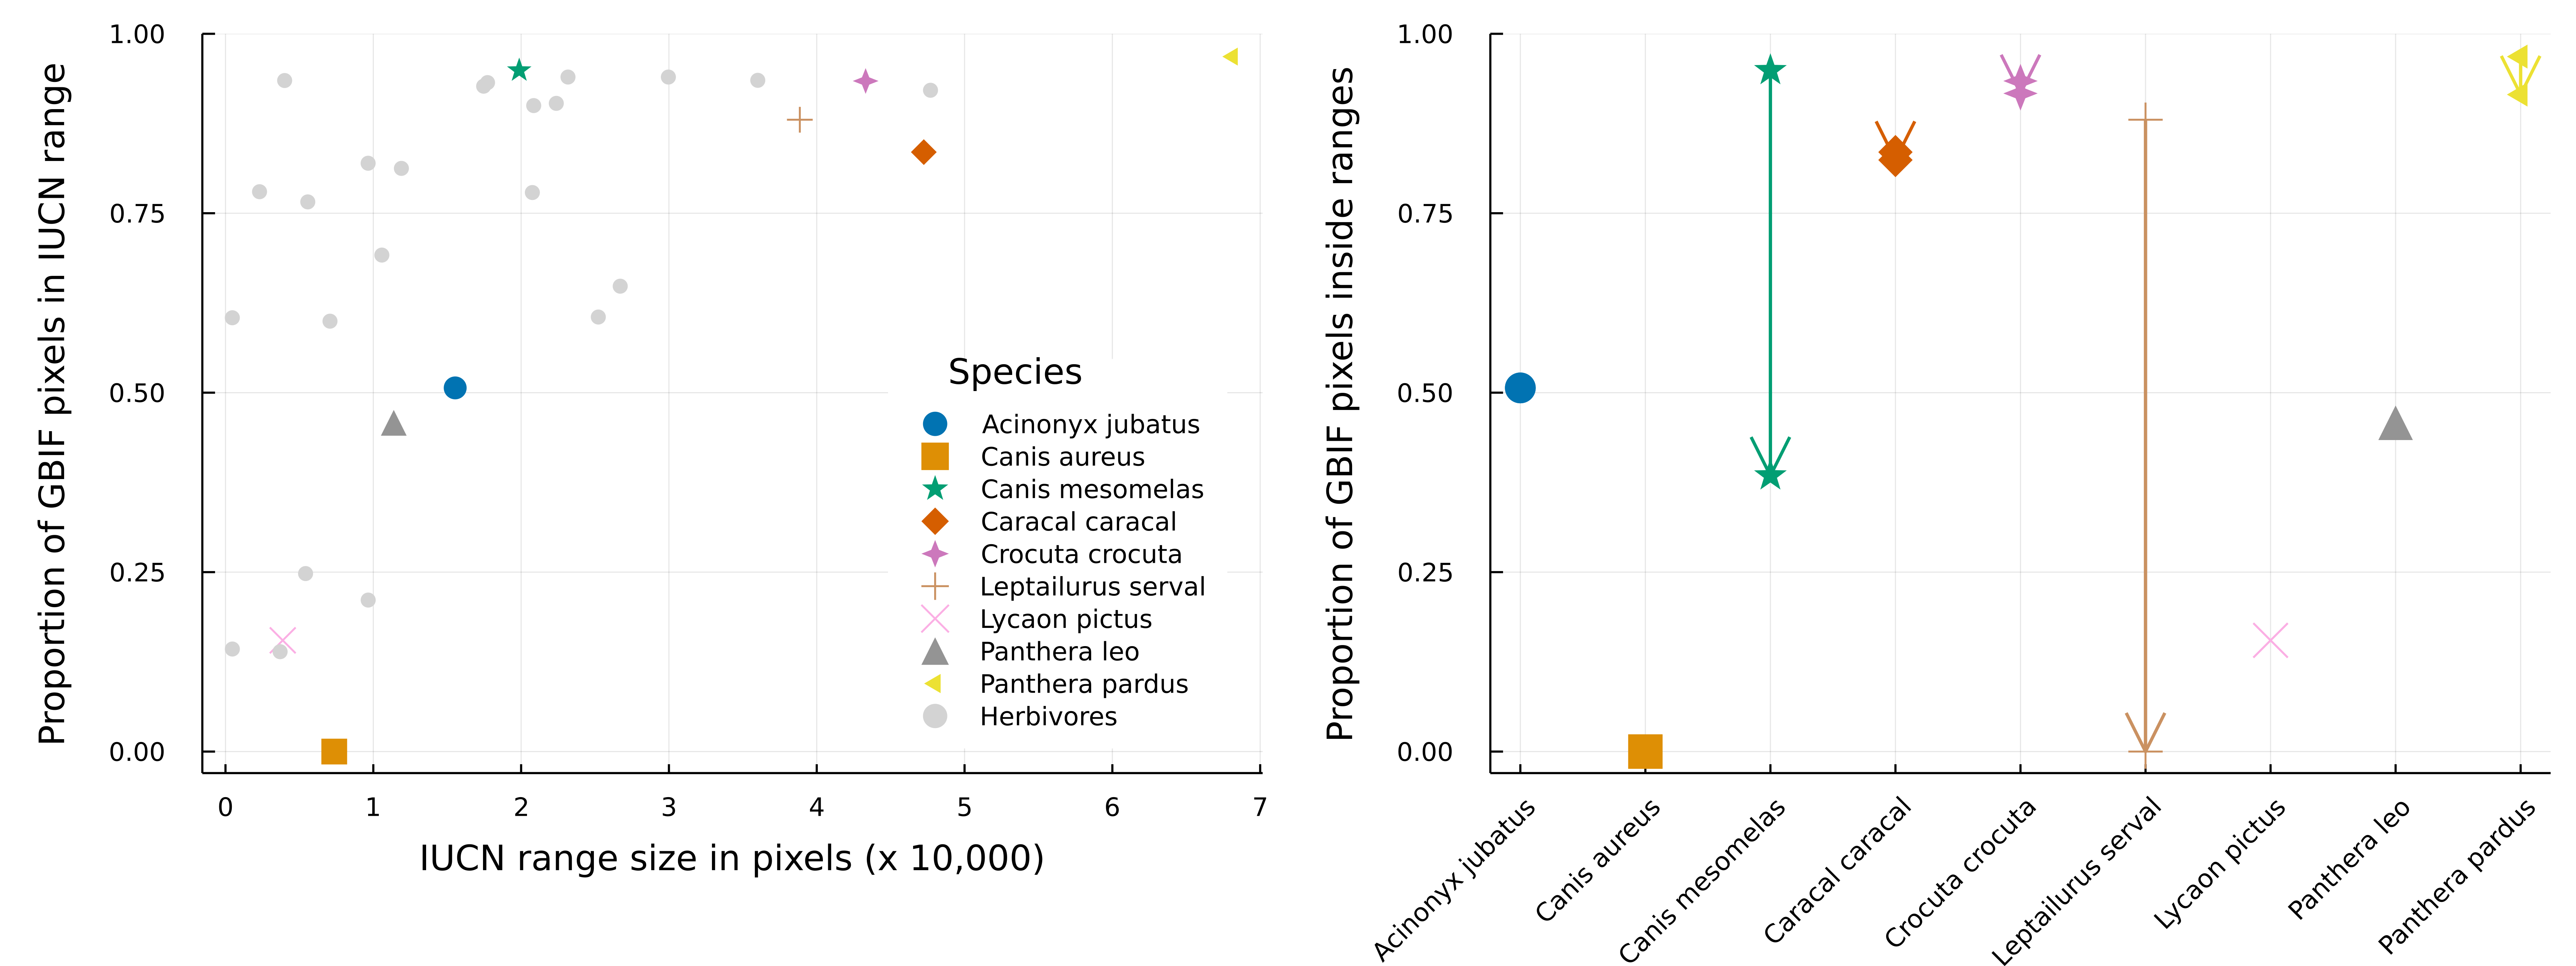 Proportion of GBIF pixels in IUCN range
1.00
0.75
0.50
0.25
0.00
0 1 2 3 4 5 6 7
IUCN range size in pixels (x 10,000)
Species
Acinonyx jubatus
Canis aureus
Canis mesomelas
Caracal caracal
Crocuta crocuta
Leptailurus serval
Lycaon pictus
Panthera leo
Panthera pardus
Herbivores
Proportion of GBIF pixels inside ranges
1.00
0.75
0.50
0.25
0.00
Acinonyx jubatus
Canis aureus
Canis mesomelas
Caracal caracal
Crocuta crocuta
Leptailurus serval
Lycaon pictus
Panthera leo
Panthera pardus